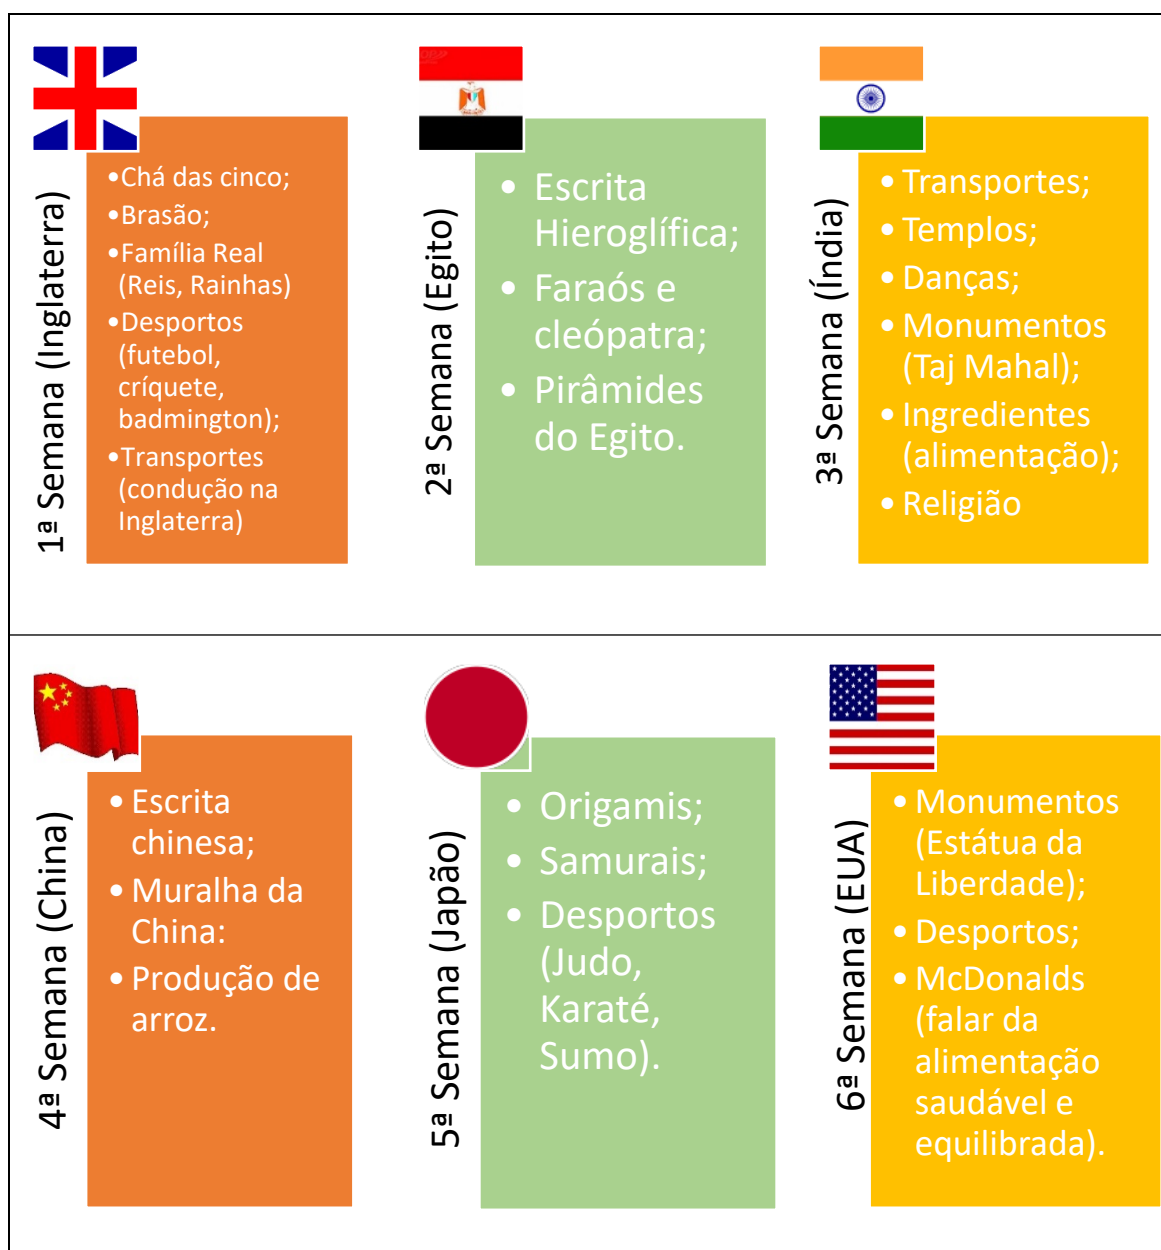 1ª Semana (Inglaterra)
•Chá das cinco;
•Brasão;
•Família Real
(Reis, Rainhas)
•Desportos
(futebol,
críquete,
badmington);
•Transportes
(condução na
Inglaterra)
2ª Semana (Egito)
• Escrita
Hieroglífica;
• Faraós e
cleópatra;
• Pirâmides
do Egito.
3ª Semana (Índia)
• Transportes;
• Templos;
• Danças;
• Monumentos
(Taj Mahal);
• Ingredientes
(alimentação);
• Religião
4ª Semana (China)
• Escrita
chinesa;
• Muralha da
China:
• Produção de
arroz.
5ª Semana (Japão)
• Origamis;
• Samurais;
• Desportos
(Judo,
Karaté,
Sumo).
6ª Semana (EUA)
• Monumentos
(Estátua da
Liberdade);
• Desportos;
• McDonalds
(falar da
alimentação
saudável e
equilibrada).